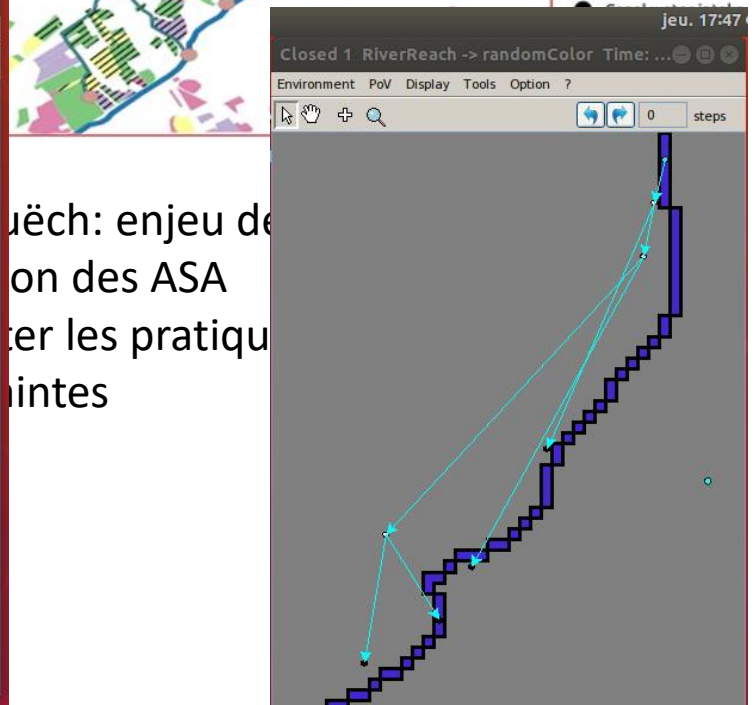 jeu. 17:47
Closed 1 RiverReach -> randomColor Time: ...
Environment PoV Display Tools Option ?
0 steps
uëch: enjeu de
on des ASA
ter les pratiqu
intes